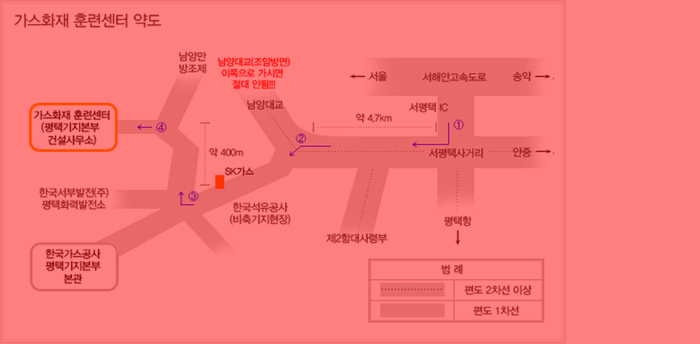 가스화재 훈련센터 약도
남양만
방조제
남양대교(조암방면)
이쪽으로 가시면
절대 안됨!!!
남양대교
서울
서해안고속도로
송악
서평택 IC
약 4.7km
①
②
가스화재 훈련센터
(평택기지본부
건설사무소)
④
약 400m
서평택사거리
안중
SK가스
③
한국서부발전(주)
평택화력발전소
한국석유공사
(비축기지현장)
평택항
제2함대사령부
한국가스공사
평택기지본부
본관
범 례
편도 2차선 이상
편도 1차선